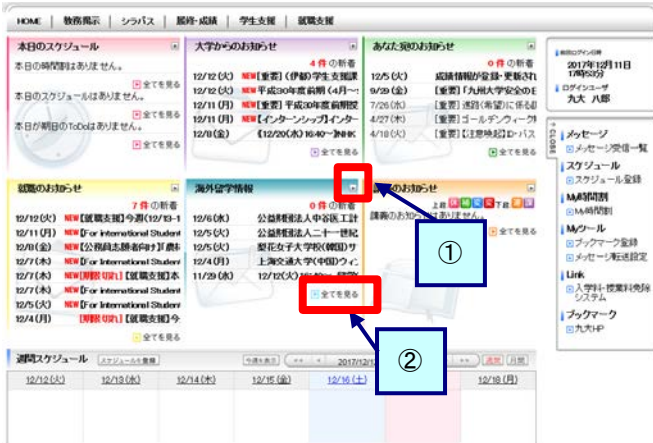 HOME | 教務掲示 | シラバス | 履修・成績 | 学生支援 | 就職支援
本日のスケジュール
本日の時間割はありません。
全てを見る
本日のスケジュールはありません。
全てを見る
本日が期日のToDoはありません。
全てを見る
大学からのお知らせ
4件の新着
12/12(火) NEW【重要】(伊都)学生支援課
12/12(火) NEW平成30年度前期(4月~
12/11(月) NEW【重要】平成30年度前期授
12/11(月) NEW【インターンシップ】インター
12/8(金) 《12/20(水)16:40~》NHK
全てを見る
あなた宛のお知らせ
0件の新着
12/5(火) 成績情報が登録・更新され
9/29(金) 【重要】「九州大学安全の日
7/26(水) 【重要】進路(希望)に係る
4/27(木) 【重要】ゴールデンウィーク
4/18(火) 【重要】【注意喚起】ID・パス
全てを見る
就職のお知らせ
7件の新着
12/12(火) NEW【就職支援】今週(12/13-1
12/11(月) NEW【For International Student
12/8(金) NEW【公務員志願者向け】「農林
12/7(木) NEW【期限切れ】【就職支援】本
12/7(木) NEW【For International Student
12/7(木) NEW【For International Student
12/5(火) NEW【For International Student
12/4(月) 【期限切れ】【就職支援】今
全てを見る
海外留学情報
0件の新着
12/6(水) 公益財団法人中谷医工計
12/5(火) 公益財団法人二十一世紀
12/5(火) 梨花女子大学校(韓国)サ
12/4(月) 上海交通大学(中国)ウィ
11/29(水) 12/12(火)
全てを見る
のお知らせ
講義のお知らせはありません。
全てを見る
①
②
週間スケジュール
スケジュールを登録
今週を表示
2017/12/1
週間 月間
12/12(火) 12/13(水) 12/14(木) 12/15(金) 12/16(土) 12/18(月)
前回ログイン日時
2017年12月11日
17時53分
ログインユーザ
九大 八郎
CLOSE
メッセージ
メッセージ受信一覧
スケジュール
スケジュール登録
My時間割
My時間割
Myツール
ブックマーク登録
メッセージ転送設定
Link
入学料・授業料免除
システム
ブックマーク
九大HP